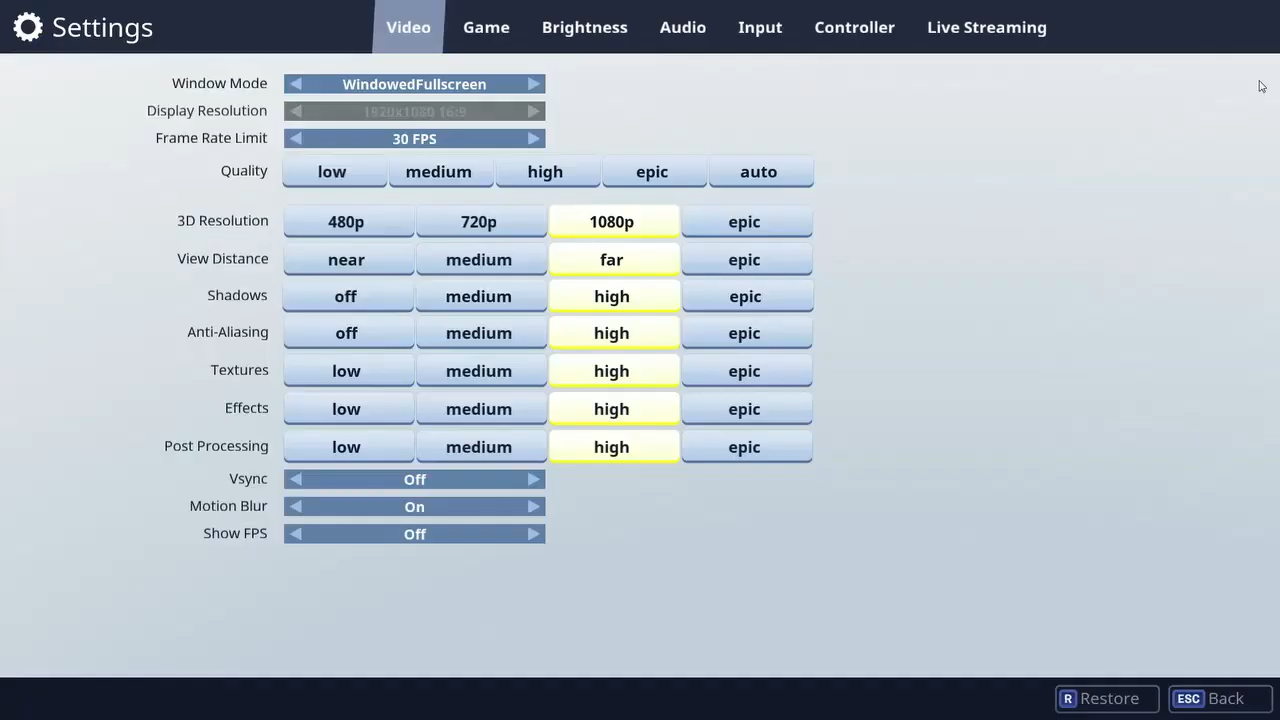 Settings
Video Game Brightness Audio Input Controller Live Streaming
Window Mode WindowedFullscreen
Display Resolution 1920x1080 16:9
Frame Rate Limit 30 FPS
Quality low medium high epic auto
3D Resolution 480p 720p 1080p epic
View Distance near medium far epic
Shadows off medium high epic
Anti-Aliasing off medium high epic
Textures low medium high epic
Effects low medium high epic
Post Processing low medium high epic
Vsync Off
Motion Blur On
Show FPS Off
R Restore ESC Back